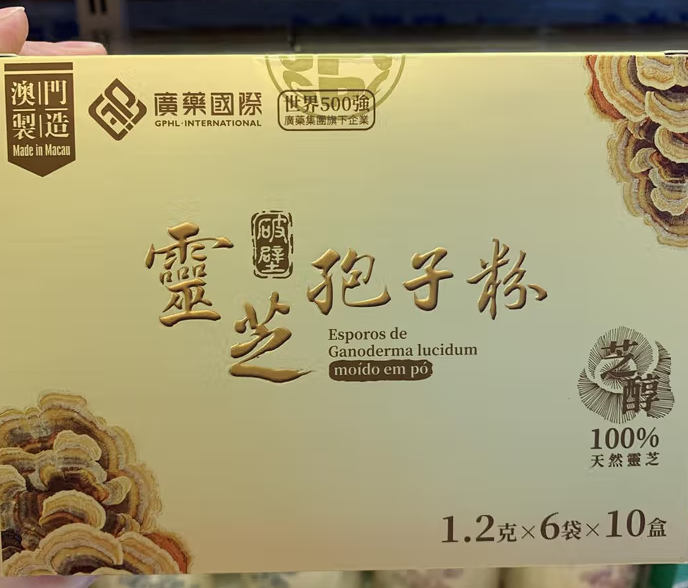 澳門
製造
Made in Macau
廣藥國際
GPHL·INTERNATIONAL
世界500強
廣藥集團旗下企業
破壁
靈芝孢子粉
Esporos de
Ganoderma lucidum
moído em pó
芝醇
100%
天然靈芝
1.2克×6袋×10盒